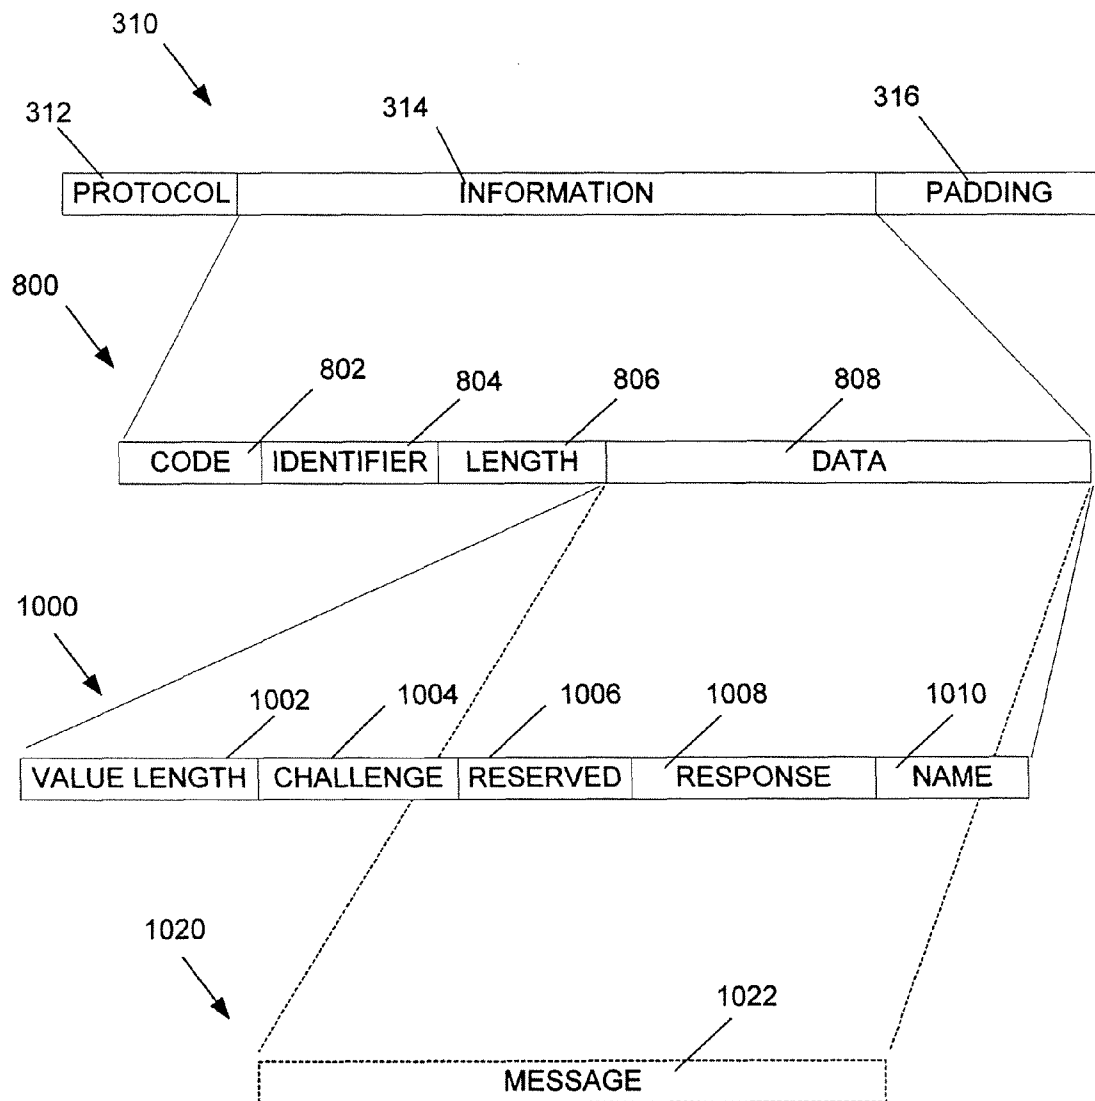 310
312 314 316
PROTOCOL INFORMATION PADDING
800
802 804 806 808
CODE IDENTIFIER LENGTH DATA
1000
1002 1004 1006 1008 1010
VALUE LENGTH CHALLENGE RESERVED RESPONSE NAME
1020
1022
MESSAGE